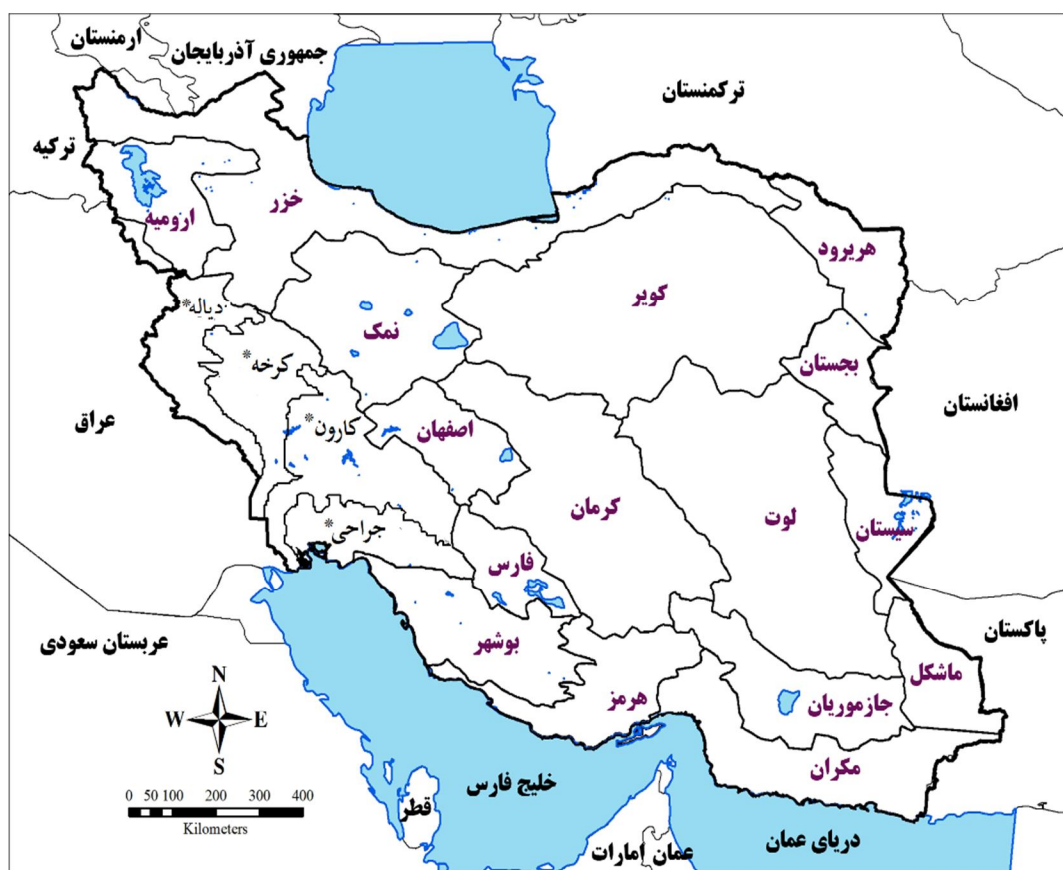 ارمنستان
جمهوری آذربایجان
ترکمنستان
ترکیه
خزر
ارومیه
هریرود
کویر
دیاله*
نمک
بجستان
کرخه*
افغانستان
عراق
کارون*
اصفهان
کرمان
لوت
سیستان
جراحی*
فارس
پاکستان
عربستان سعودی
بوشهر
ماشکل
هرمز
جازموریان
N
W E
S
مکران
خلیج فارس
0 50 100 200 300 400
Kilometers
قطر
دریای عمان
عمان امارات